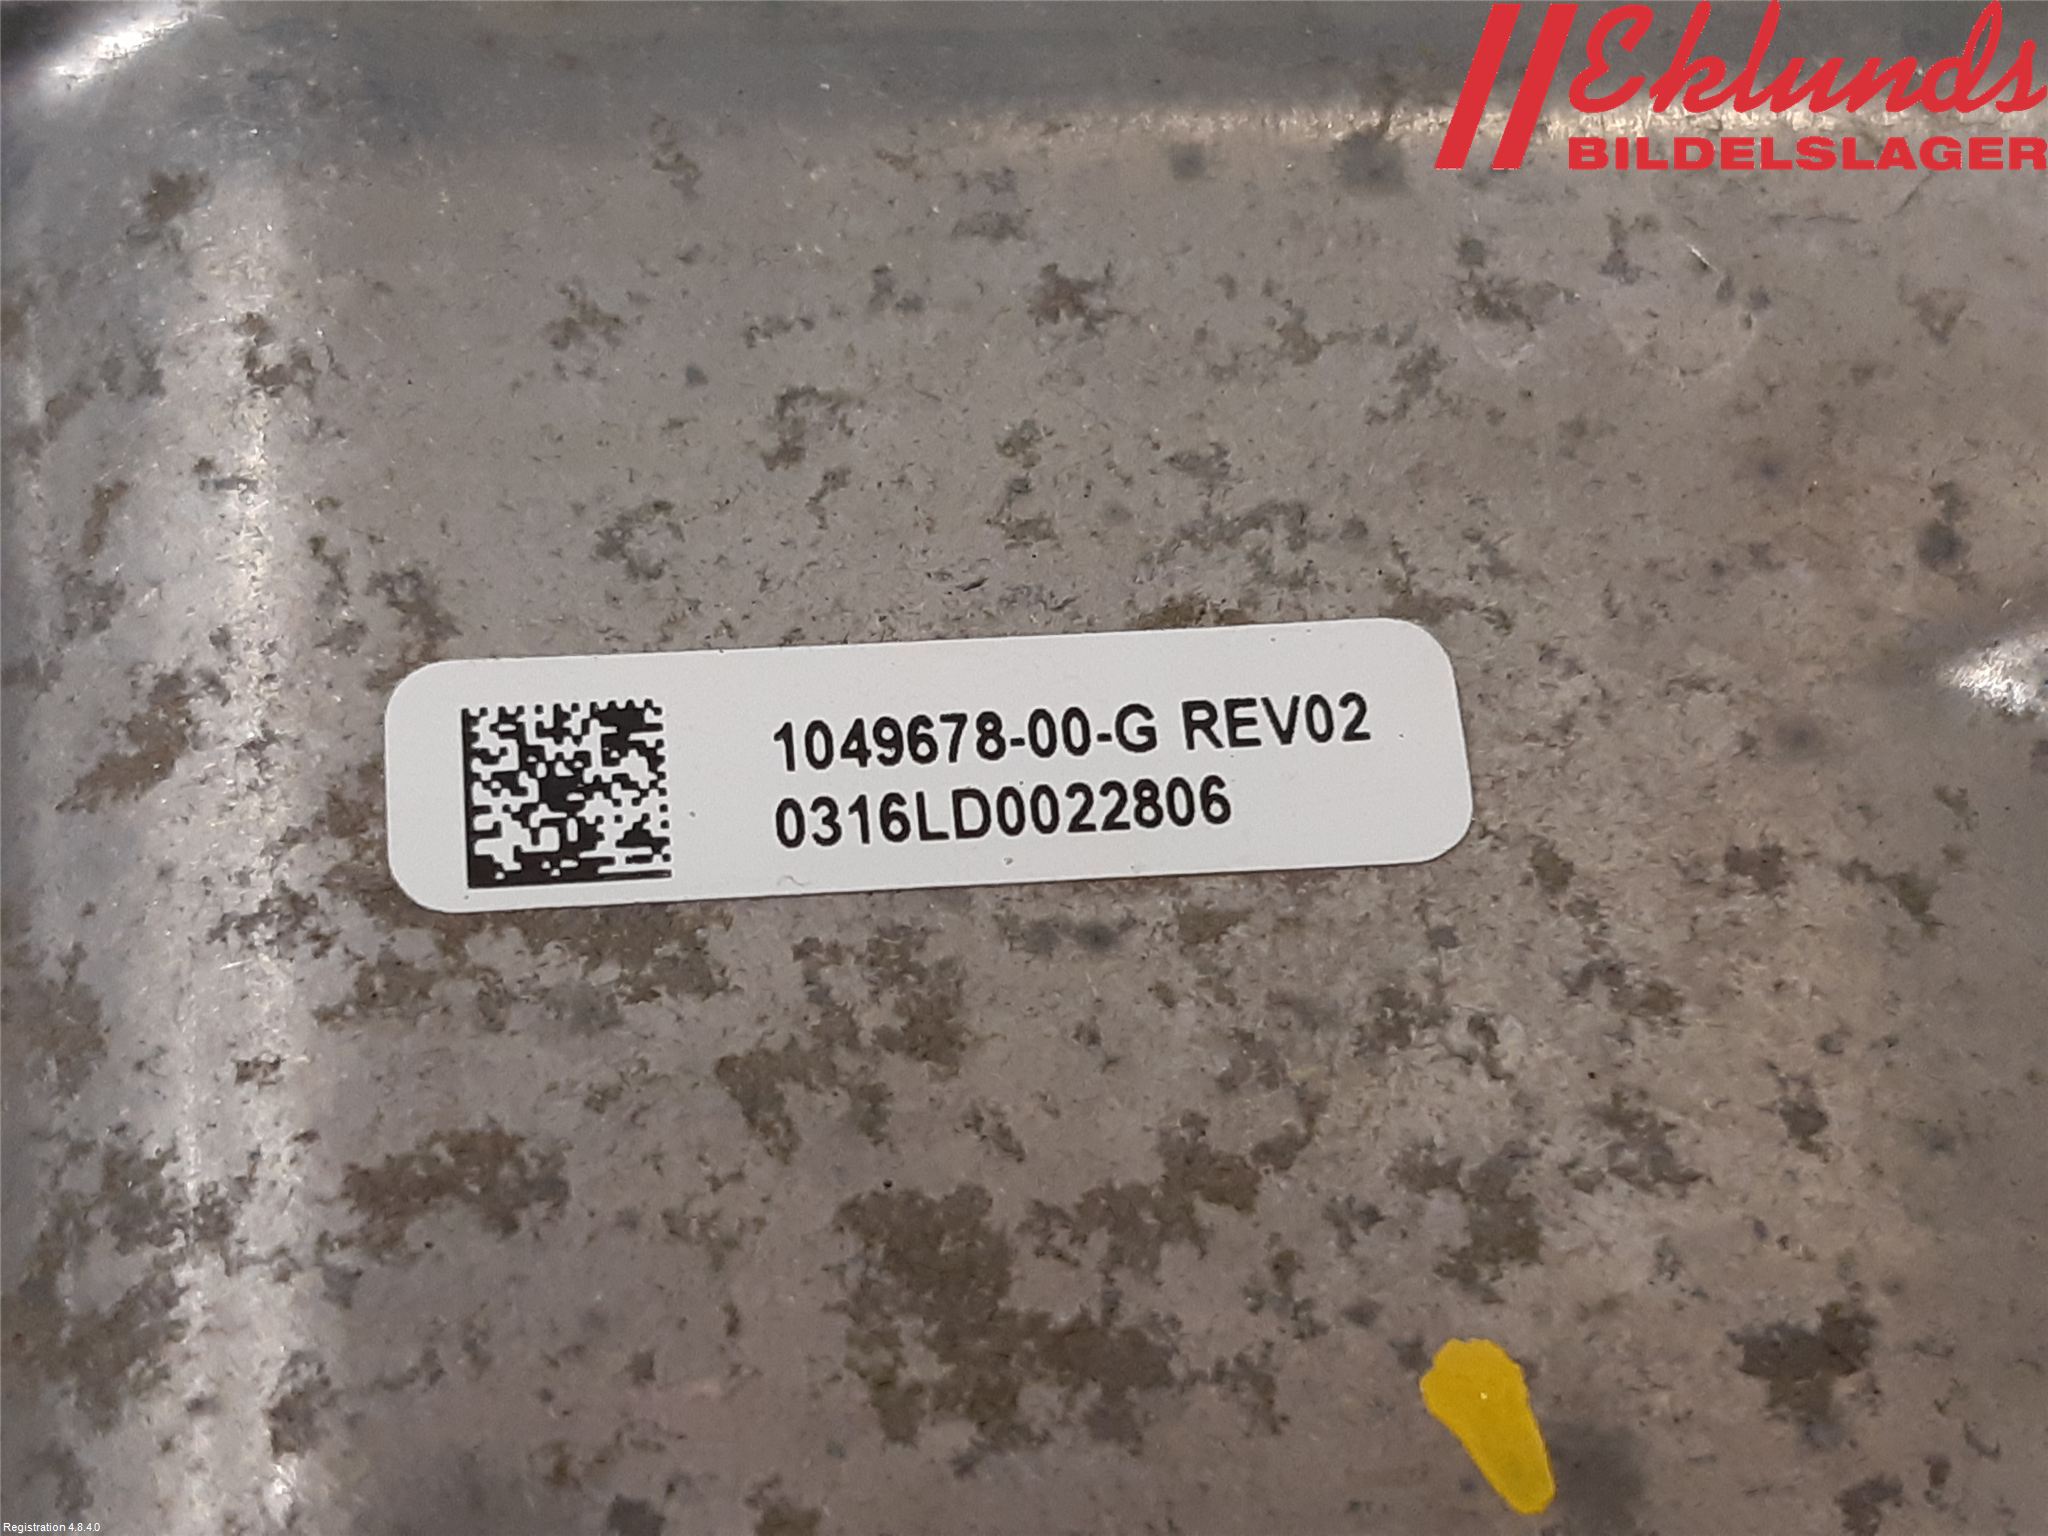 Eklunds
BILDELSLAGER
1049678-00-G REV02
0316LD0022806
Registration 4.8.4.0